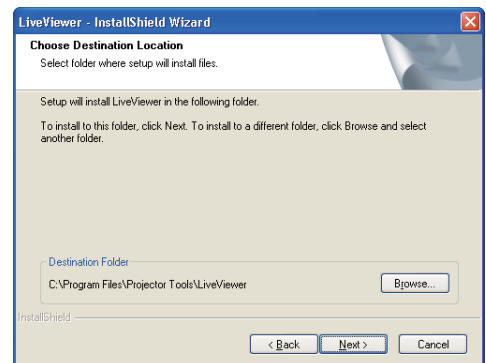 LiveViewer - InstallShield Wizard
Choose Destination Location
Select folder where setup will install files.
Setup will install LiveViewer in the following folder.
To install to this folder, click Next. To install to a different folder, click Browse and select
another folder.
Destination Folder
C:\Program Files\Projector Tools\LiveViewer
Browse...
InstallShield
< Back
Next >
Cancel